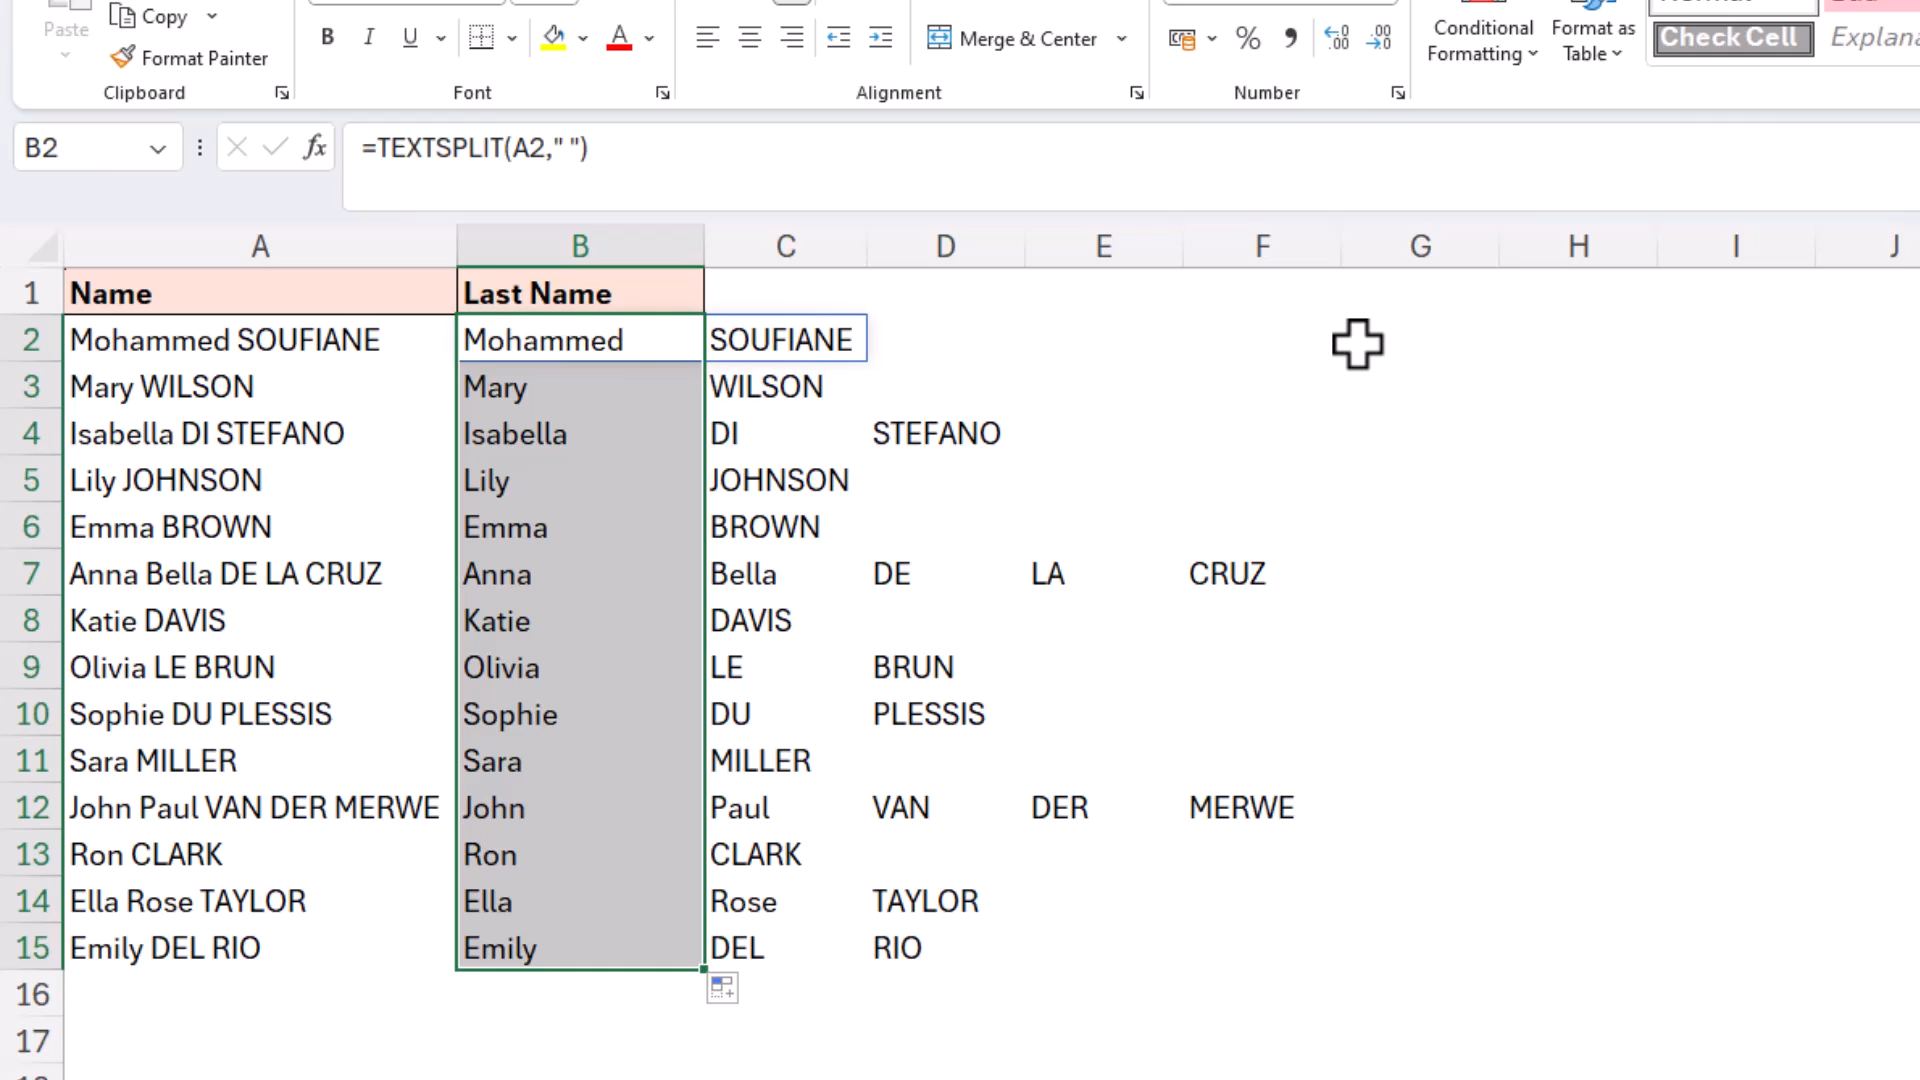 Paste
Copy
Format Painter
Clipboard
B I U A
Font
Alignment
Merge & Center
% 9 .00 .00
Number
Conditional Formatting
Format as Table
Check Cell
B2
fx
=TEXTSPLIT(A2," ")
A B C D E F G H I J
1 Name Last Name
2 Mohammed SOUFIANE Mohammed SOUFIANE
3 Mary WILSON Mary WILSON
4 Isabella DI STEFANO Isabella DI STEFANO
5 Lily JOHNSON Lily JOHNSON
6 Emma BROWN Emma BROWN
7 Anna Bella DE LA CRUZ Anna Bella DE LA CRUZ
8 Katie DAVIS Katie DAVIS
9 Olivia LE BRUN Olivia LE BRUN
10 Sophie DU PLESSIS Sophie DU PLESSIS
11 Sara MILLER Sara MILLER
12 John Paul VAN DER MERWE John Paul VAN DER MERWE
13 Ron CLARK Ron CLARK
14 Ella Rose TAYLOR Ella Rose TAYLOR
15 Emily DEL RIO Emily DEL RIO
16
17